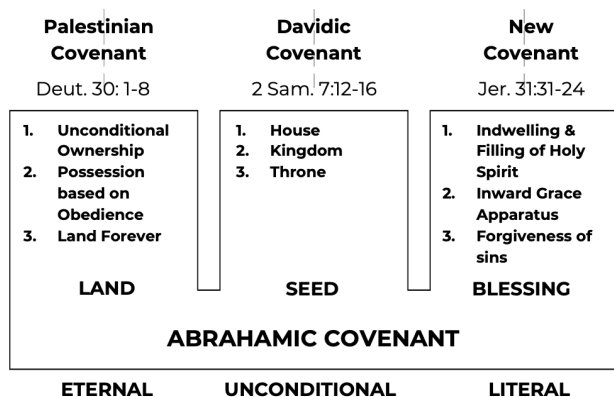 Palestinian
Covenant
Deut. 30: 1-8
1. Unconditional
Ownership
2. Possession
based on
Obedience
3. Land Forever
LAND
Davidic
Covenant
2 Sam. 7:12-16
1. House
2. Kingdom
3. Throne
SEED
New
Covenant
Jer. 31:31-24
1. Indwelling &
Filling of Holy
Spirit
2. Inward Grace
Apparatus
3. Forgiveness of
sins
BLESSING
ABRAHAMIC COVENANT
ETERNAL
UNCONDITIONAL
LITERAL